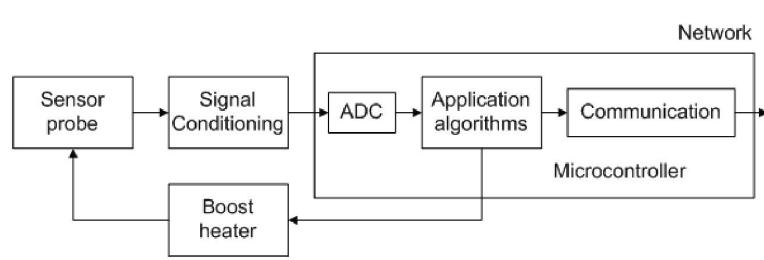 Network
Sensor
probe
Signal
Conditioning
ADC
Application
algorithms
Communication
Microcontroller
Boost
heater